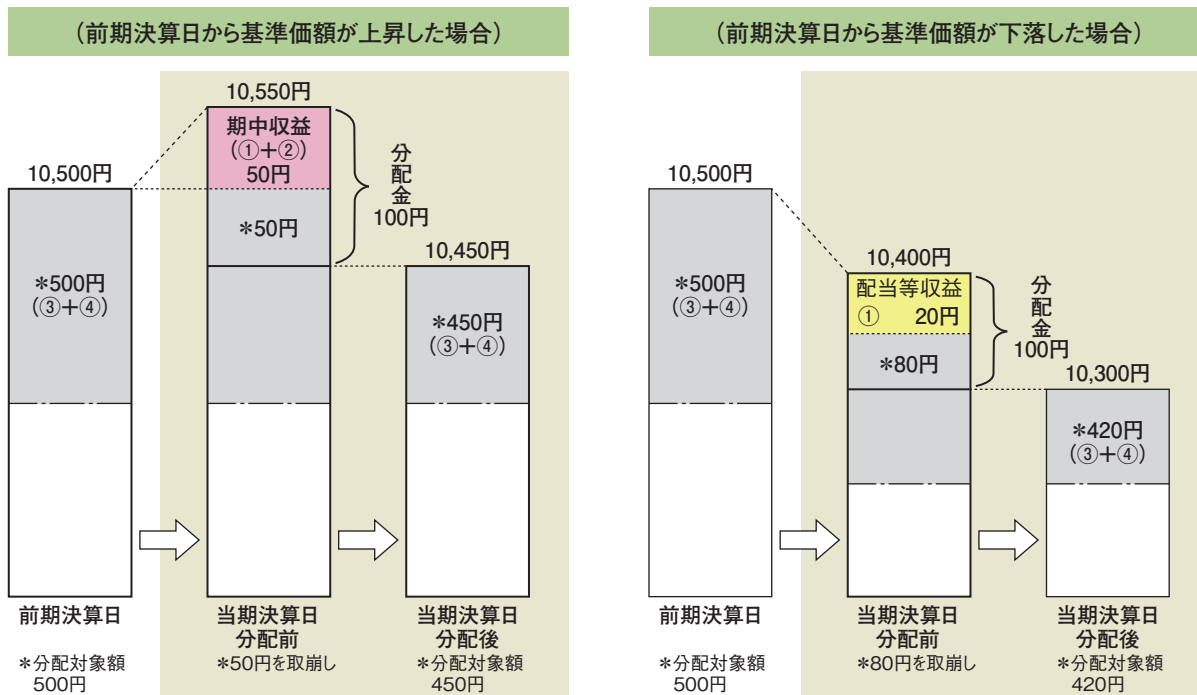 (前期決算日から基準価額が上昇した場合)
10,500円
*500円
(③+④)
前期決算日
*分配対象額
500円
10,550円
期中収益
(①+②)
50円
*50円
分配金
100円
当期決算日
分配前
*50円を取崩し
10,450円
*450円
(③+④)
当期決算日
分配後
*分配対象額
450円
(前期決算日から基準価額が下落した場合)
10,500円
*500円
(③+④)
前期決算日
*分配対象額
500円
10,400円
配当等収益
① 20円
*80円
分配金
100円
当期決算日
分配前
*80円を取崩し
10,300円
*420円
(③+④)
当期決算日
分配後
*分配対象額
420円